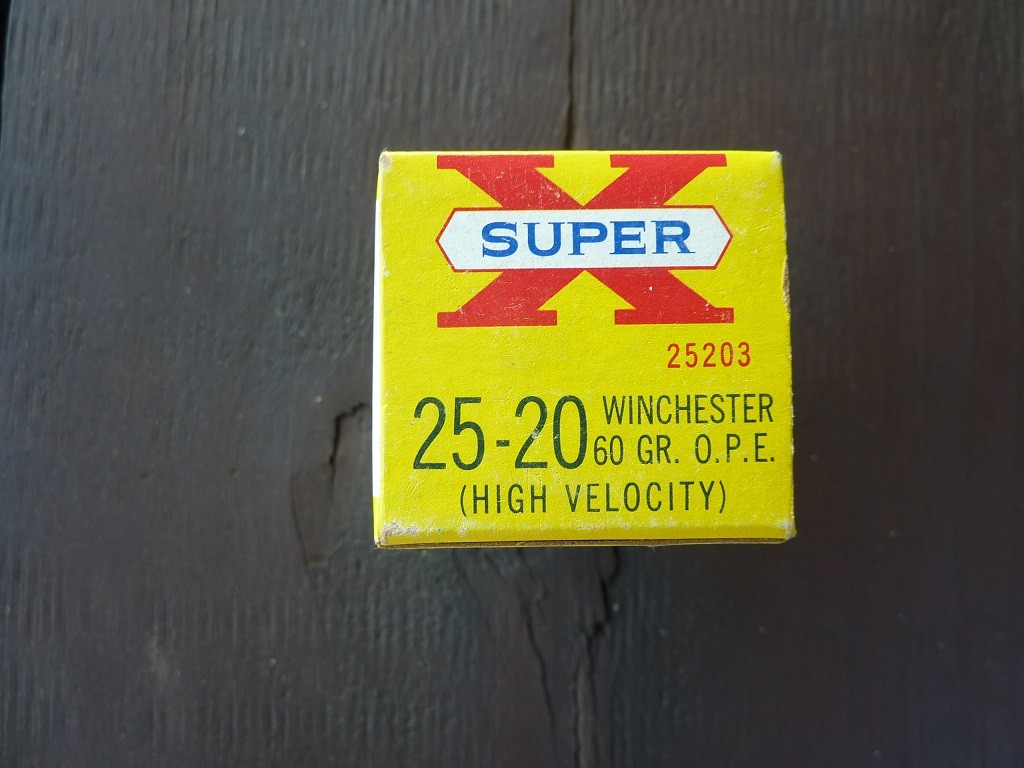 X
SUPER
25203
25-20 WINCHESTER
60 GR. O.P.E.
(HIGH VELOCITY)